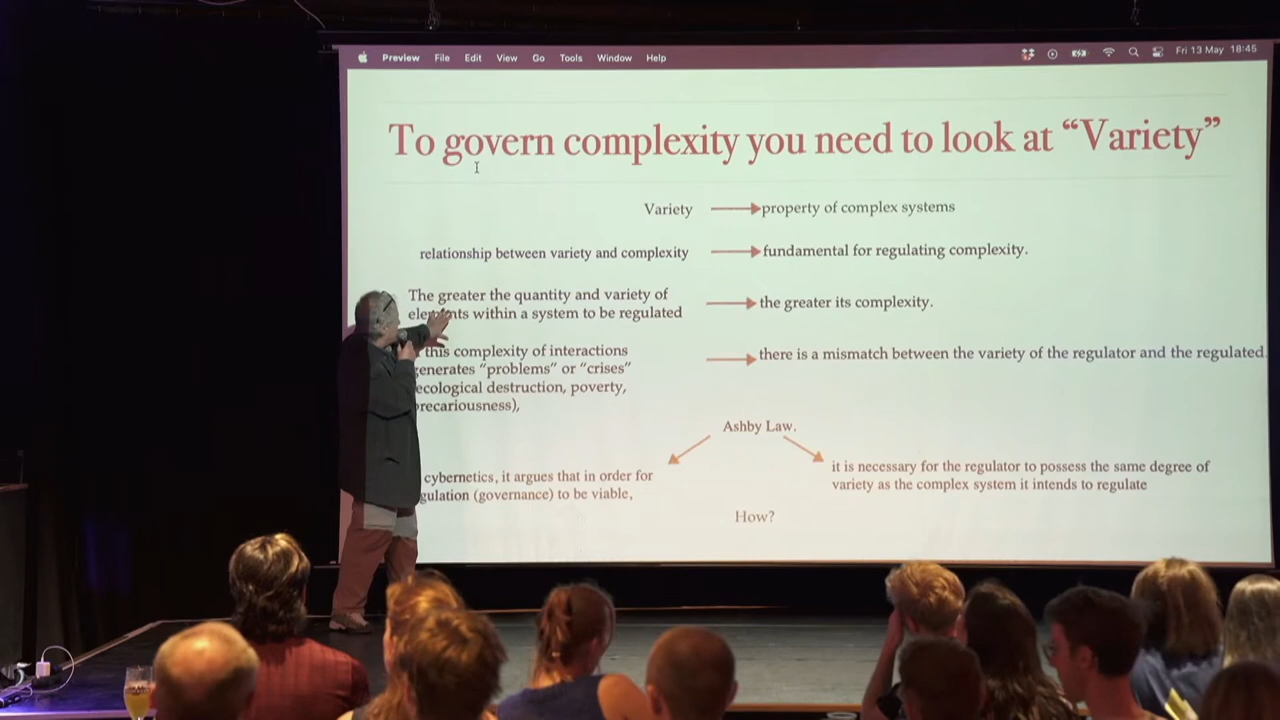 Preview File Edit View Go Tools Window Help Fri 13 May 18:45
To govern complexity you need to look at “Variety”
Variety property of complex systems
relationship between variety and complexity fundamental for regulating complexity.
The greater the quantity and variety of
elements within a system to be regulated the greater its complexity.
this complexity of interactions
generates “problems” or “crises” there is a mismatch between the variety of the regulator and the regulated.
ecological destruction, poverty,
precariousness),
Ashby Law.
cybernetics, it argues that in order for
gulation (governance) to be viable,
it is necessary for the regulator to possess the same degree of
variety as the complex system it intends to regulate
How?